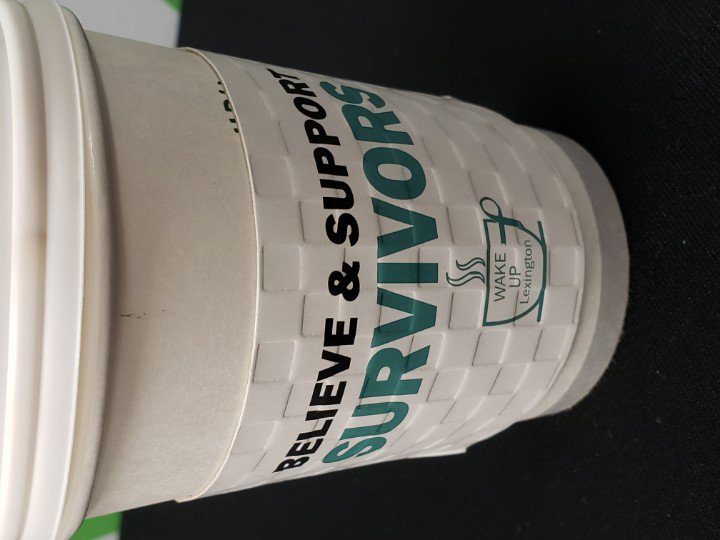 BELIEVE & SUPPORT
SURVIVORS
WAKE
UP
Lexington